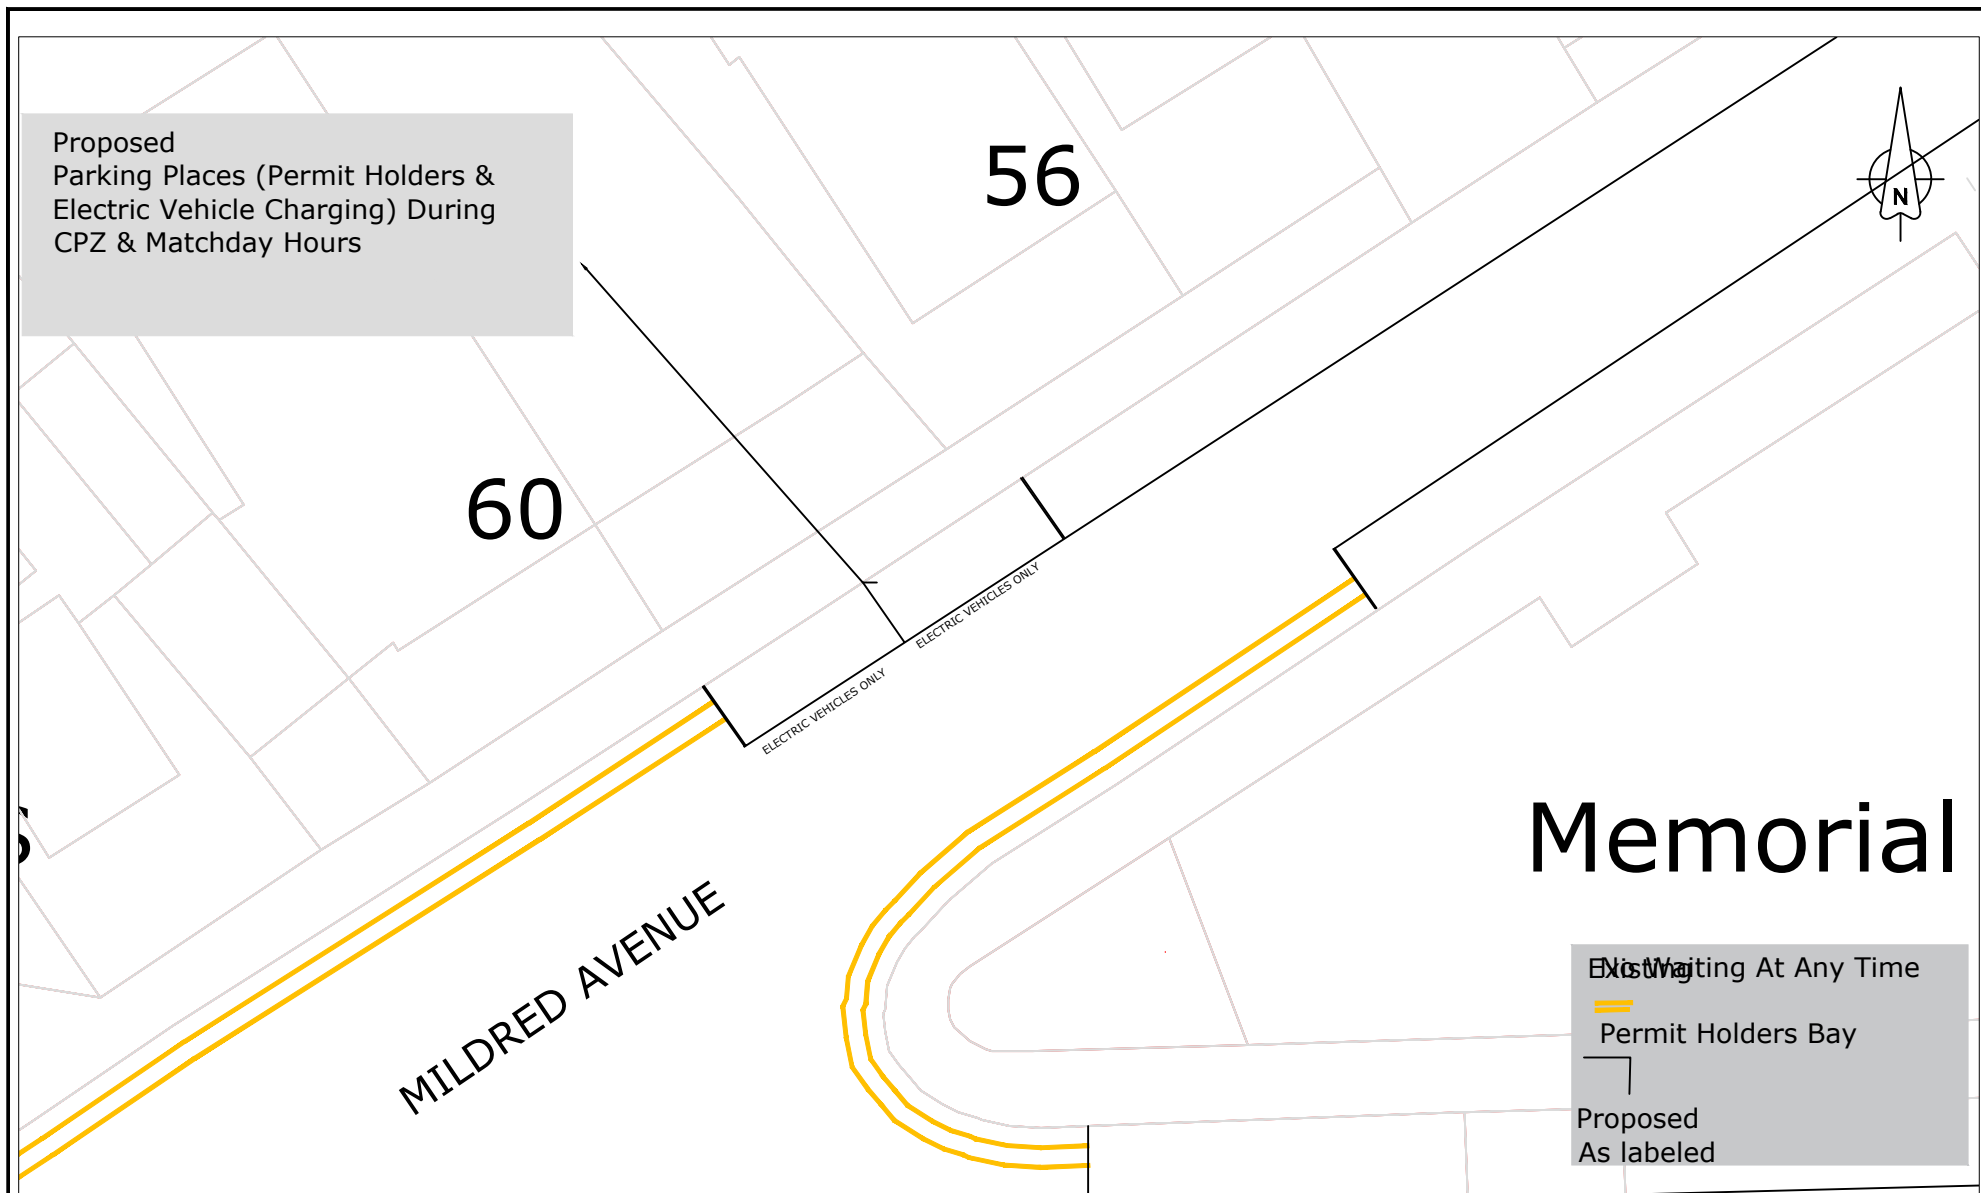 Proposed
Parking Places (Permit Holders &
Electric Vehicle Charging) During
CPZ & Matchday Hours
56
N
60
ELECTRIC VEHICLES ONLY
ELECTRIC VEHICLES ONLY
Memorial
MILDRED AVENUE
Existing
No Waiting At Any Time
Permit Holders Bay
Proposed
As labeled